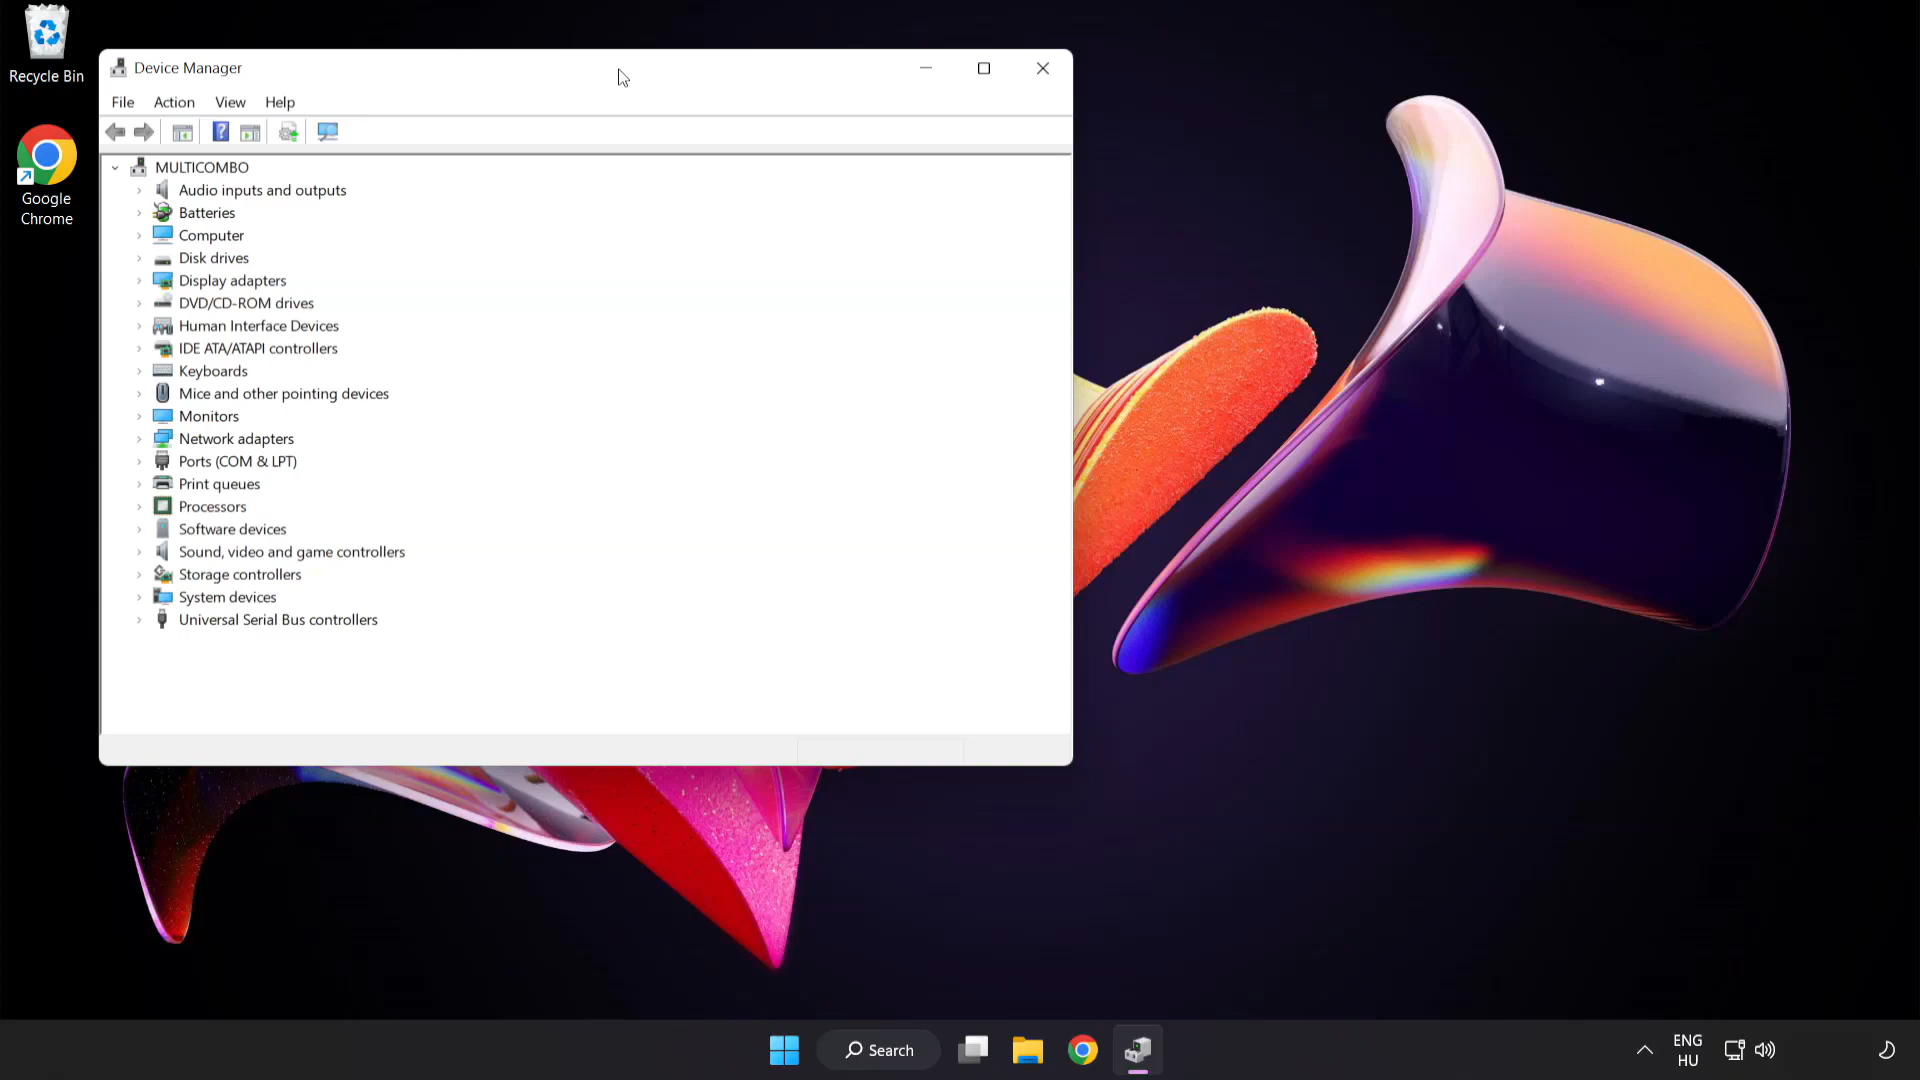 Recycle Bin
Google
Chrome
Device Manager
File Action View Help
MULTICOMBO
Audio inputs and outputs
Batteries
Computer
Disk drives
Display adapters
DVD/CD-ROM drives
Human Interface Devices
IDE ATA/ATAPI controllers
Keyboards
Mice and other pointing devices
Monitors
Network adapters
Ports (COM & LPT)
Print queues
Processors
Software devices
Sound, video and game controllers
Storage controllers
System devices
Universal Serial Bus controllers
Search
ENG
HU